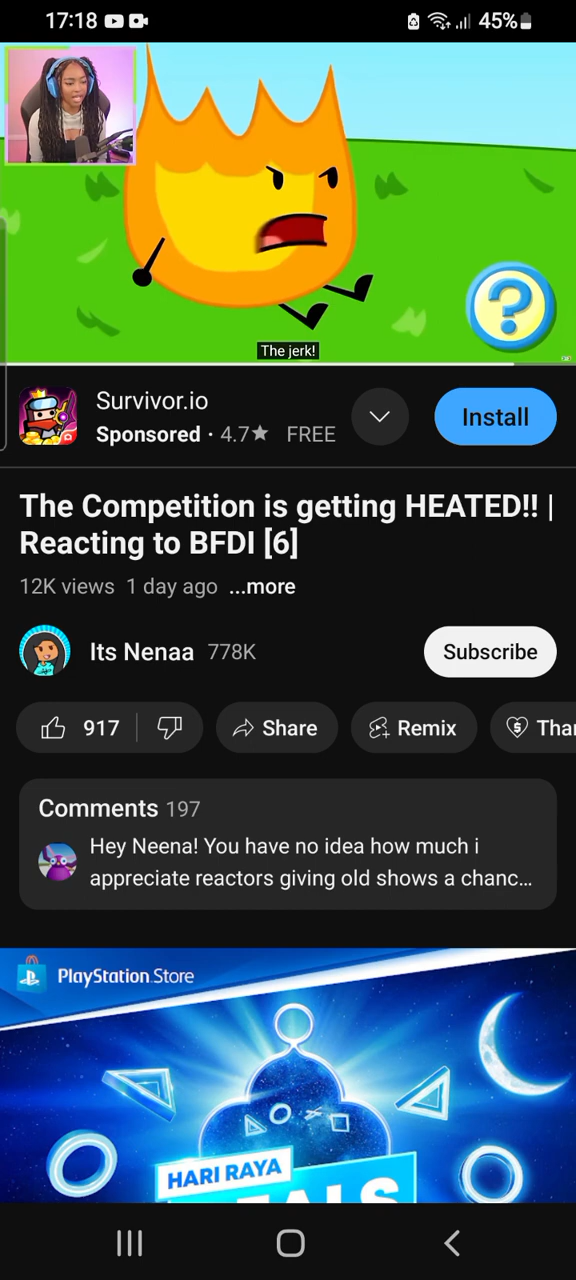 17:18
45%
?
The jerk!
Survivor.io
Install
Sponsored · 4.7★ FREE
The Competition is getting HEATED!! |
Reacting to BFDI [6]
12K views 1 day ago ...more
Its Nenaa 778K
Subscribe
917
Share
Remix
Than
Comments 197
Hey Neena! You have no idea how much i
appreciate reactors giving old shows a chanc...
PlayStation Store
HARI RAYA